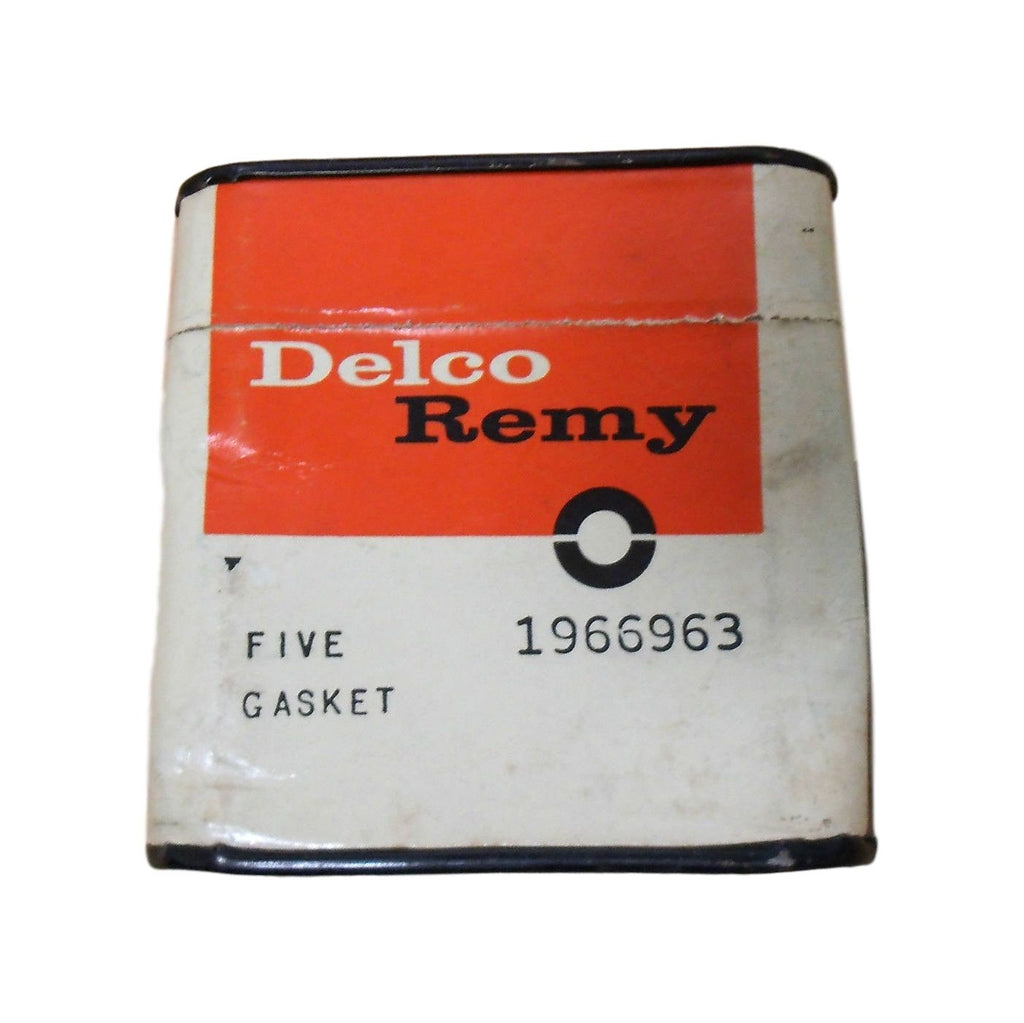 Delco
Remy
FIVE
1966963
GASKET